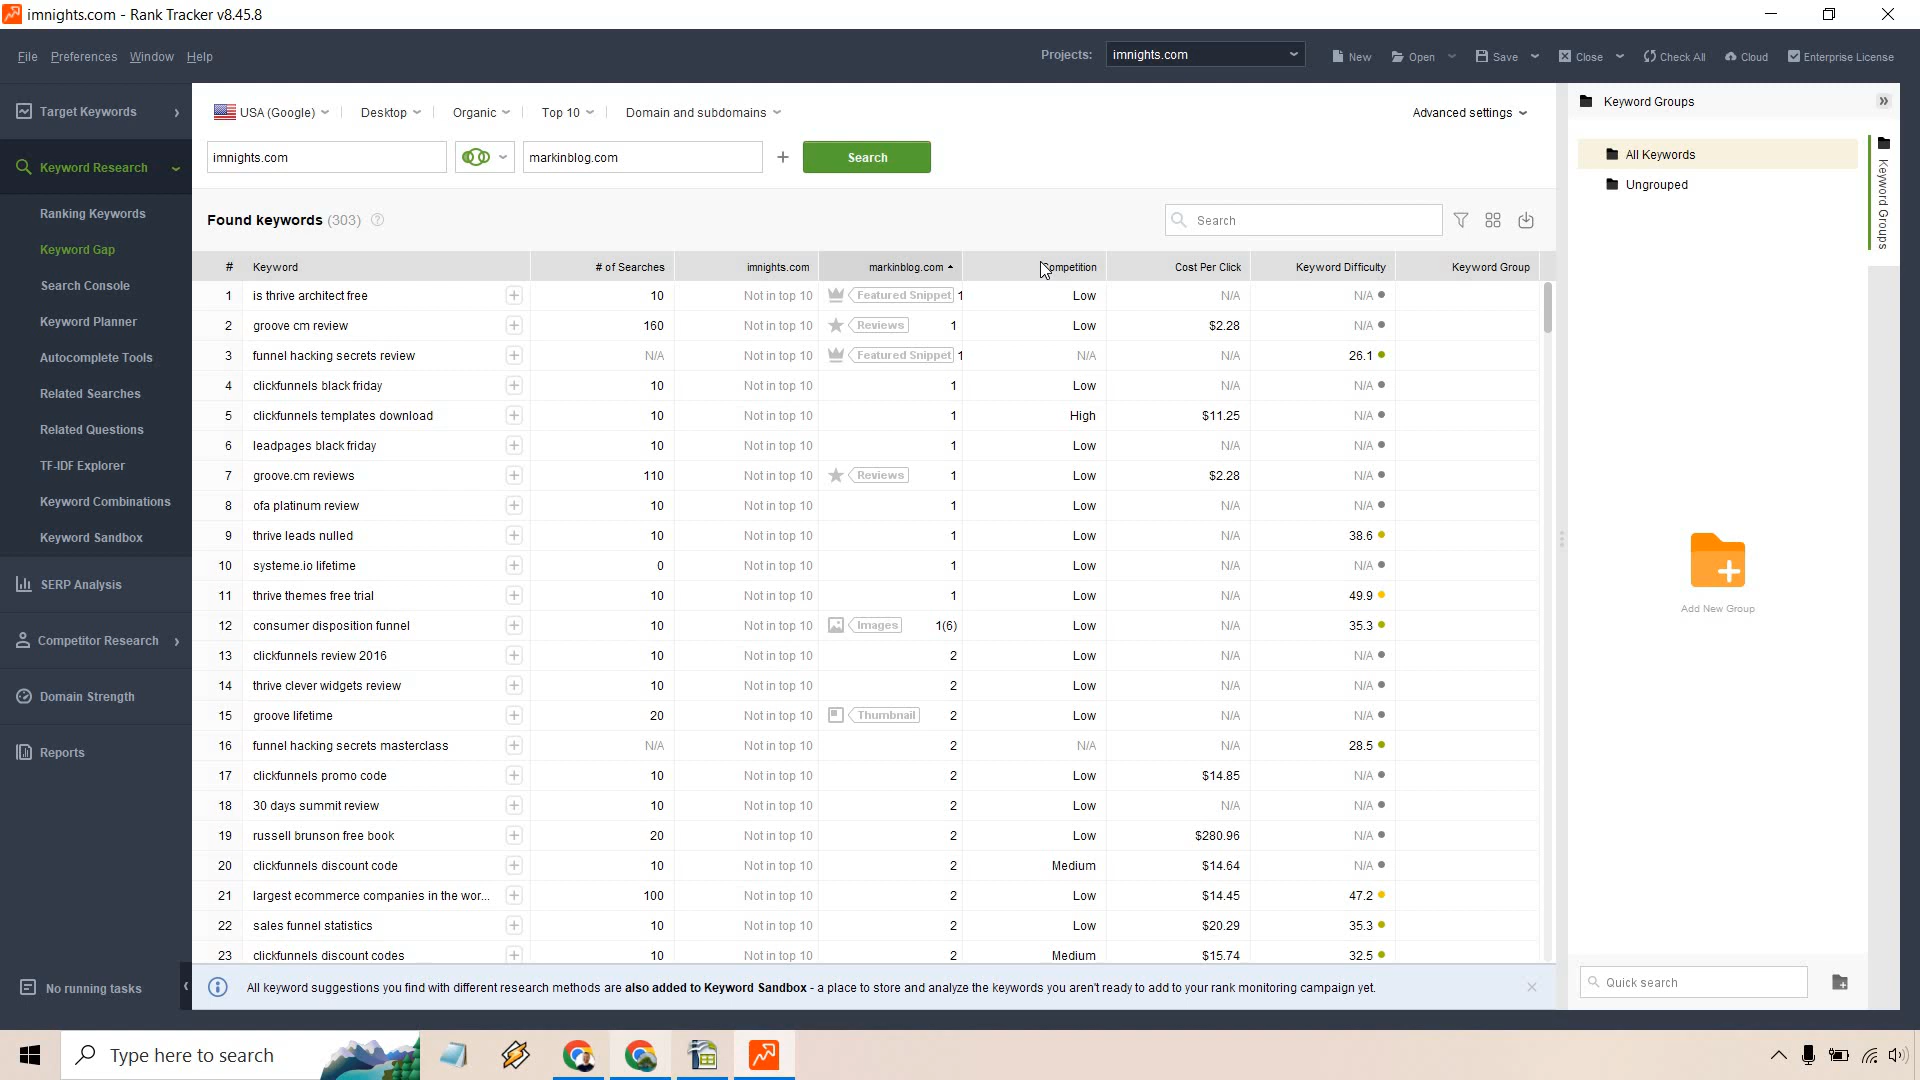 imnights.com - Rank Tracker v8.45.8
File Preferences Window Help
Projects: imnights.com New Open Save Close Check All Cloud Enterprise License
Target Keywords
Keyword Research
Ranking Keywords
Keyword Gap
Search Console
Keyword Planner
Autocomplete Tools
Related Searches
Related Questions
TF-IDF Explorer
Keyword Combinations
Keyword Sandbox
SERP Analysis
Competitor Research
Domain Strength
Reports
No running tasks
USA (Google) Desktop Organic Top 10 Domain and subdomains Advanced settings
imnights.com markinblog.com + Search
Found keywords (303) ? Search
# Keyword # of Searches imnights.com markinblog.com Competition Cost Per Click Keyword Difficulty Keyword Group
1 is thrive architect free 10 Not in top 10 Featured Snippet 1 Low N/A N/A
2 groove cm review 160 Not in top 10 Reviews 1 Low $2.28 N/A
3 funnel hacking secrets review N/A Not in top 10 Featured Snippet 1 N/A N/A 26.1
4 clickfunnels black friday 10 Not in top 10 1 Low N/A N/A
5 clickfunnels templates download 10 Not in top 10 1 High $11.25 N/A
6 leadpages black friday 10 Not in top 10 1 Low N/A N/A
7 groove.cm reviews 110 Not in top 10 Reviews 1 Low $2.28 N/A
8 ofa platinum review 10 Not in top 10 1 Low N/A N/A
9 thrive leads nulled 10 Not in top 10 1 Low N/A 38.6
10 systeme.io lifetime 0 Not in top 10 1 Low N/A N/A
11 thrive themes free trial 10 Not in top 10 1 Low N/A 49.9
12 consumer disposition funnel 10 Not in top 10 Images 1(6) Low N/A 35.3
13 clickfunnels review 2016 10 Not in top 10 2 Low N/A N/A
14 thrive clever widgets review 10 Not in top 10 2 Low N/A N/A
15 groove lifetime 20 Not in top 10 Thumbnail 2 Low N/A N/A
16 funnel hacking secrets masterclass N/A Not in top 10 2 N/A N/A 28.5
17 clickfunnels promo code 10 Not in top 10 2 Low $14.85 N/A
18 30 days summit review 10 Not in top 10 2 Low N/A N/A
19 russell brunson free book 20 Not in top 10 2 Low $280.96 N/A
20 clickfunnels discount code 10 Not in top 10 2 Medium $14.64 N/A
21 largest ecommerce companies in the wor... 100 Not in top 10 2 Low $14.45 47.2
22 sales funnel statistics 10 Not in top 10 2 Low $20.29 35.3
23 clickfunnels discount codes 10 Not in top 10 2 Medium $15.74 32.5
All keyword suggestions you find with different research methods are also added to Keyword Sandbox - a place to store and analyze the keywords you aren't ready to add to your rank monitoring campaign yet.
Keyword Groups
All Keywords
Ungrouped
Keyword Groups
Add New Group
Quick search
Type here to search